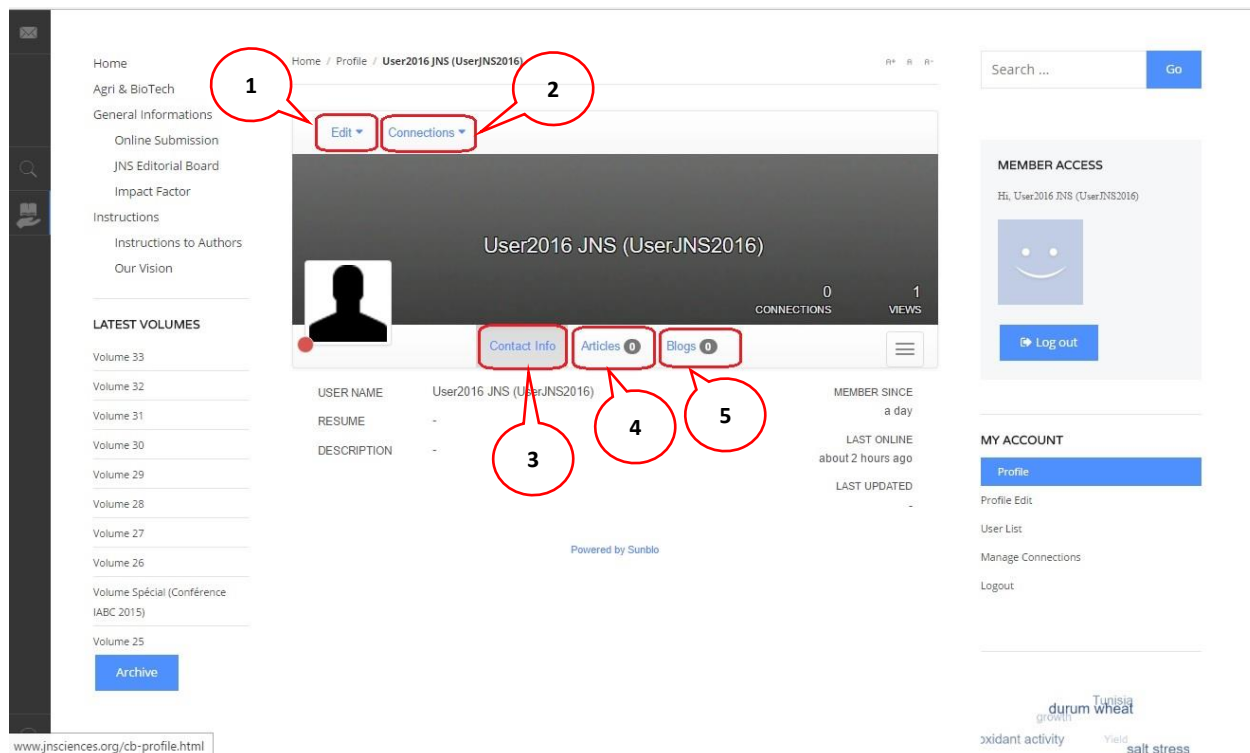 Home
Agri & BioTech
General Informations
Online Submission
JNS Editorial Board
Impact Factor
Instructions
Instructions to Authors
Our Vision
LATEST VOLUMES
Volume 33
Volume 32
Volume 31
Volume 30
Volume 29
Volume 28
Volume 27
Volume 26
Volume Spécial (Conférence
IABC 2015)
Volume 25
Archive
www.jnsciences.org/cb-profile.html
Home / Profile / User2016 JNS (UserJNS2016)
A+ A A-
1
2
Edit
Connections
User2016 JNS (UserJNS2016)
0
CONNECTIONS
1
VIEWS
Contact Info
Articles 0
Blogs 0
USER NAME
User2016 JNS (UserJNS2016)
RESUME
-
DESCRIPTION
-
3
4
5
MEMBER SINCE
a day
LAST ONLINE
about 2 hours ago
LAST UPDATED
-
Powered by Sunblo
Search ...
Go
MEMBER ACCESS
Hi, User2016 JNS (UserJNS2016)
Log out
MY ACCOUNT
Profile
Profile Edit
User List
Manage Connections
Logout
Tunisia
durum wheat
growth
oxidant activity
Yield
salt stress